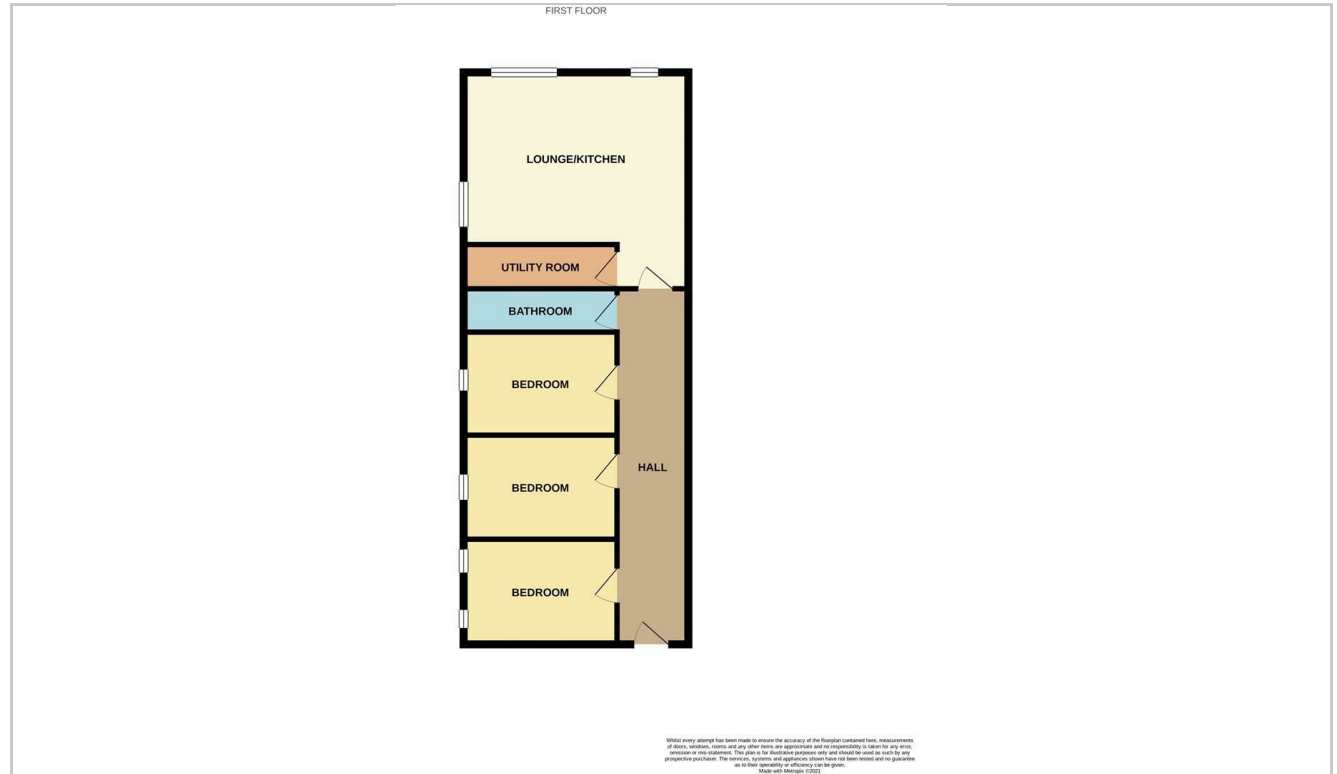 FIRST FLOOR
LOUNGE/KITCHEN
UTILITY ROOM
BATHROOM
BEDROOM
BEDROOM
HALL
BEDROOM
Whilst every attempt has been made to ensure the accuracy of the floorplan contained here, measurements
of doors, windows, rooms and any other items are approximate and no responsibility is taken for any error,
omission or mis-statement. This plan is for illustrative purposes only and should be used as such by any
prospective purchaser. The services, systems and appliances shown have not been tested and no guarantee
as to their operability or efficiency can be given.
Made with Metropix ©2021